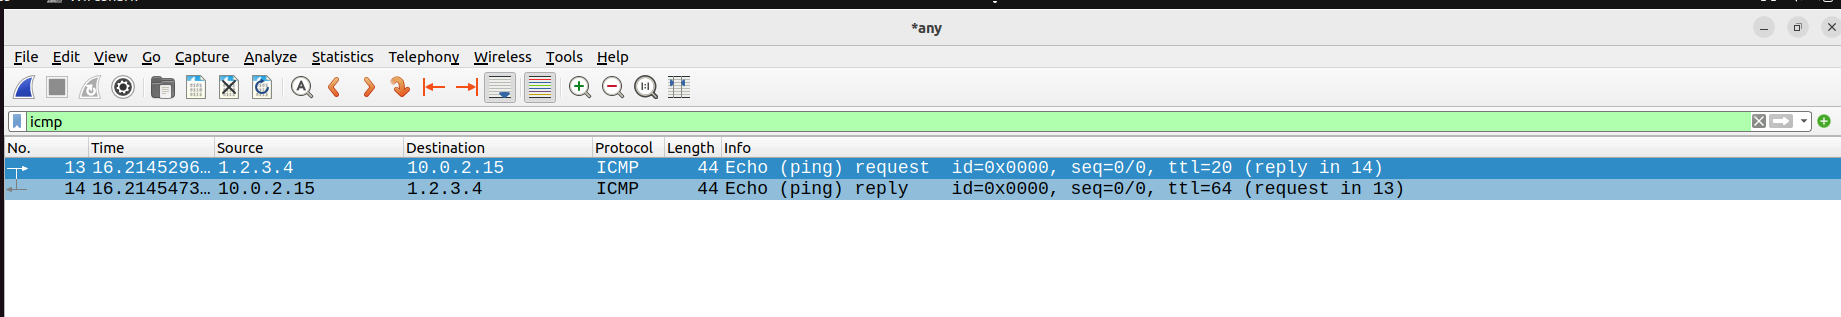 *any
File Edit View Go Capture Analyze Statistics Telephony Wireless Tools Help
icmp
No. Time Source Destination Protocol Length Info
13 16.2145296… 1.2.3.4 10.0.2.15 ICMP 44 Echo (ping) request id=0x0000, seq=0/0, ttl=20 (reply in 14)
14 16.2145473… 10.0.2.15 1.2.3.4 ICMP 44 Echo (ping) reply id=0x0000, seq=0/0, ttl=64 (request in 13)